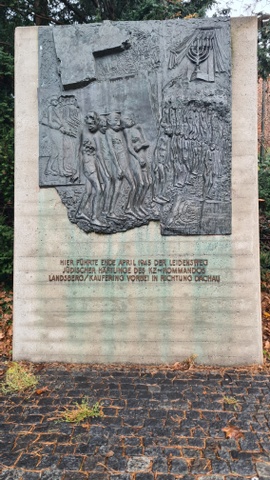 HIER FÜHRTE ENDE APRIL 1945 DER LEIDENSWEG
JÜDISCHER HÄFTLINGE DES KZ-KOMMANDOS
LANDSBERG/KAUFERING VORBEI IN RICHTUNG DACHAU